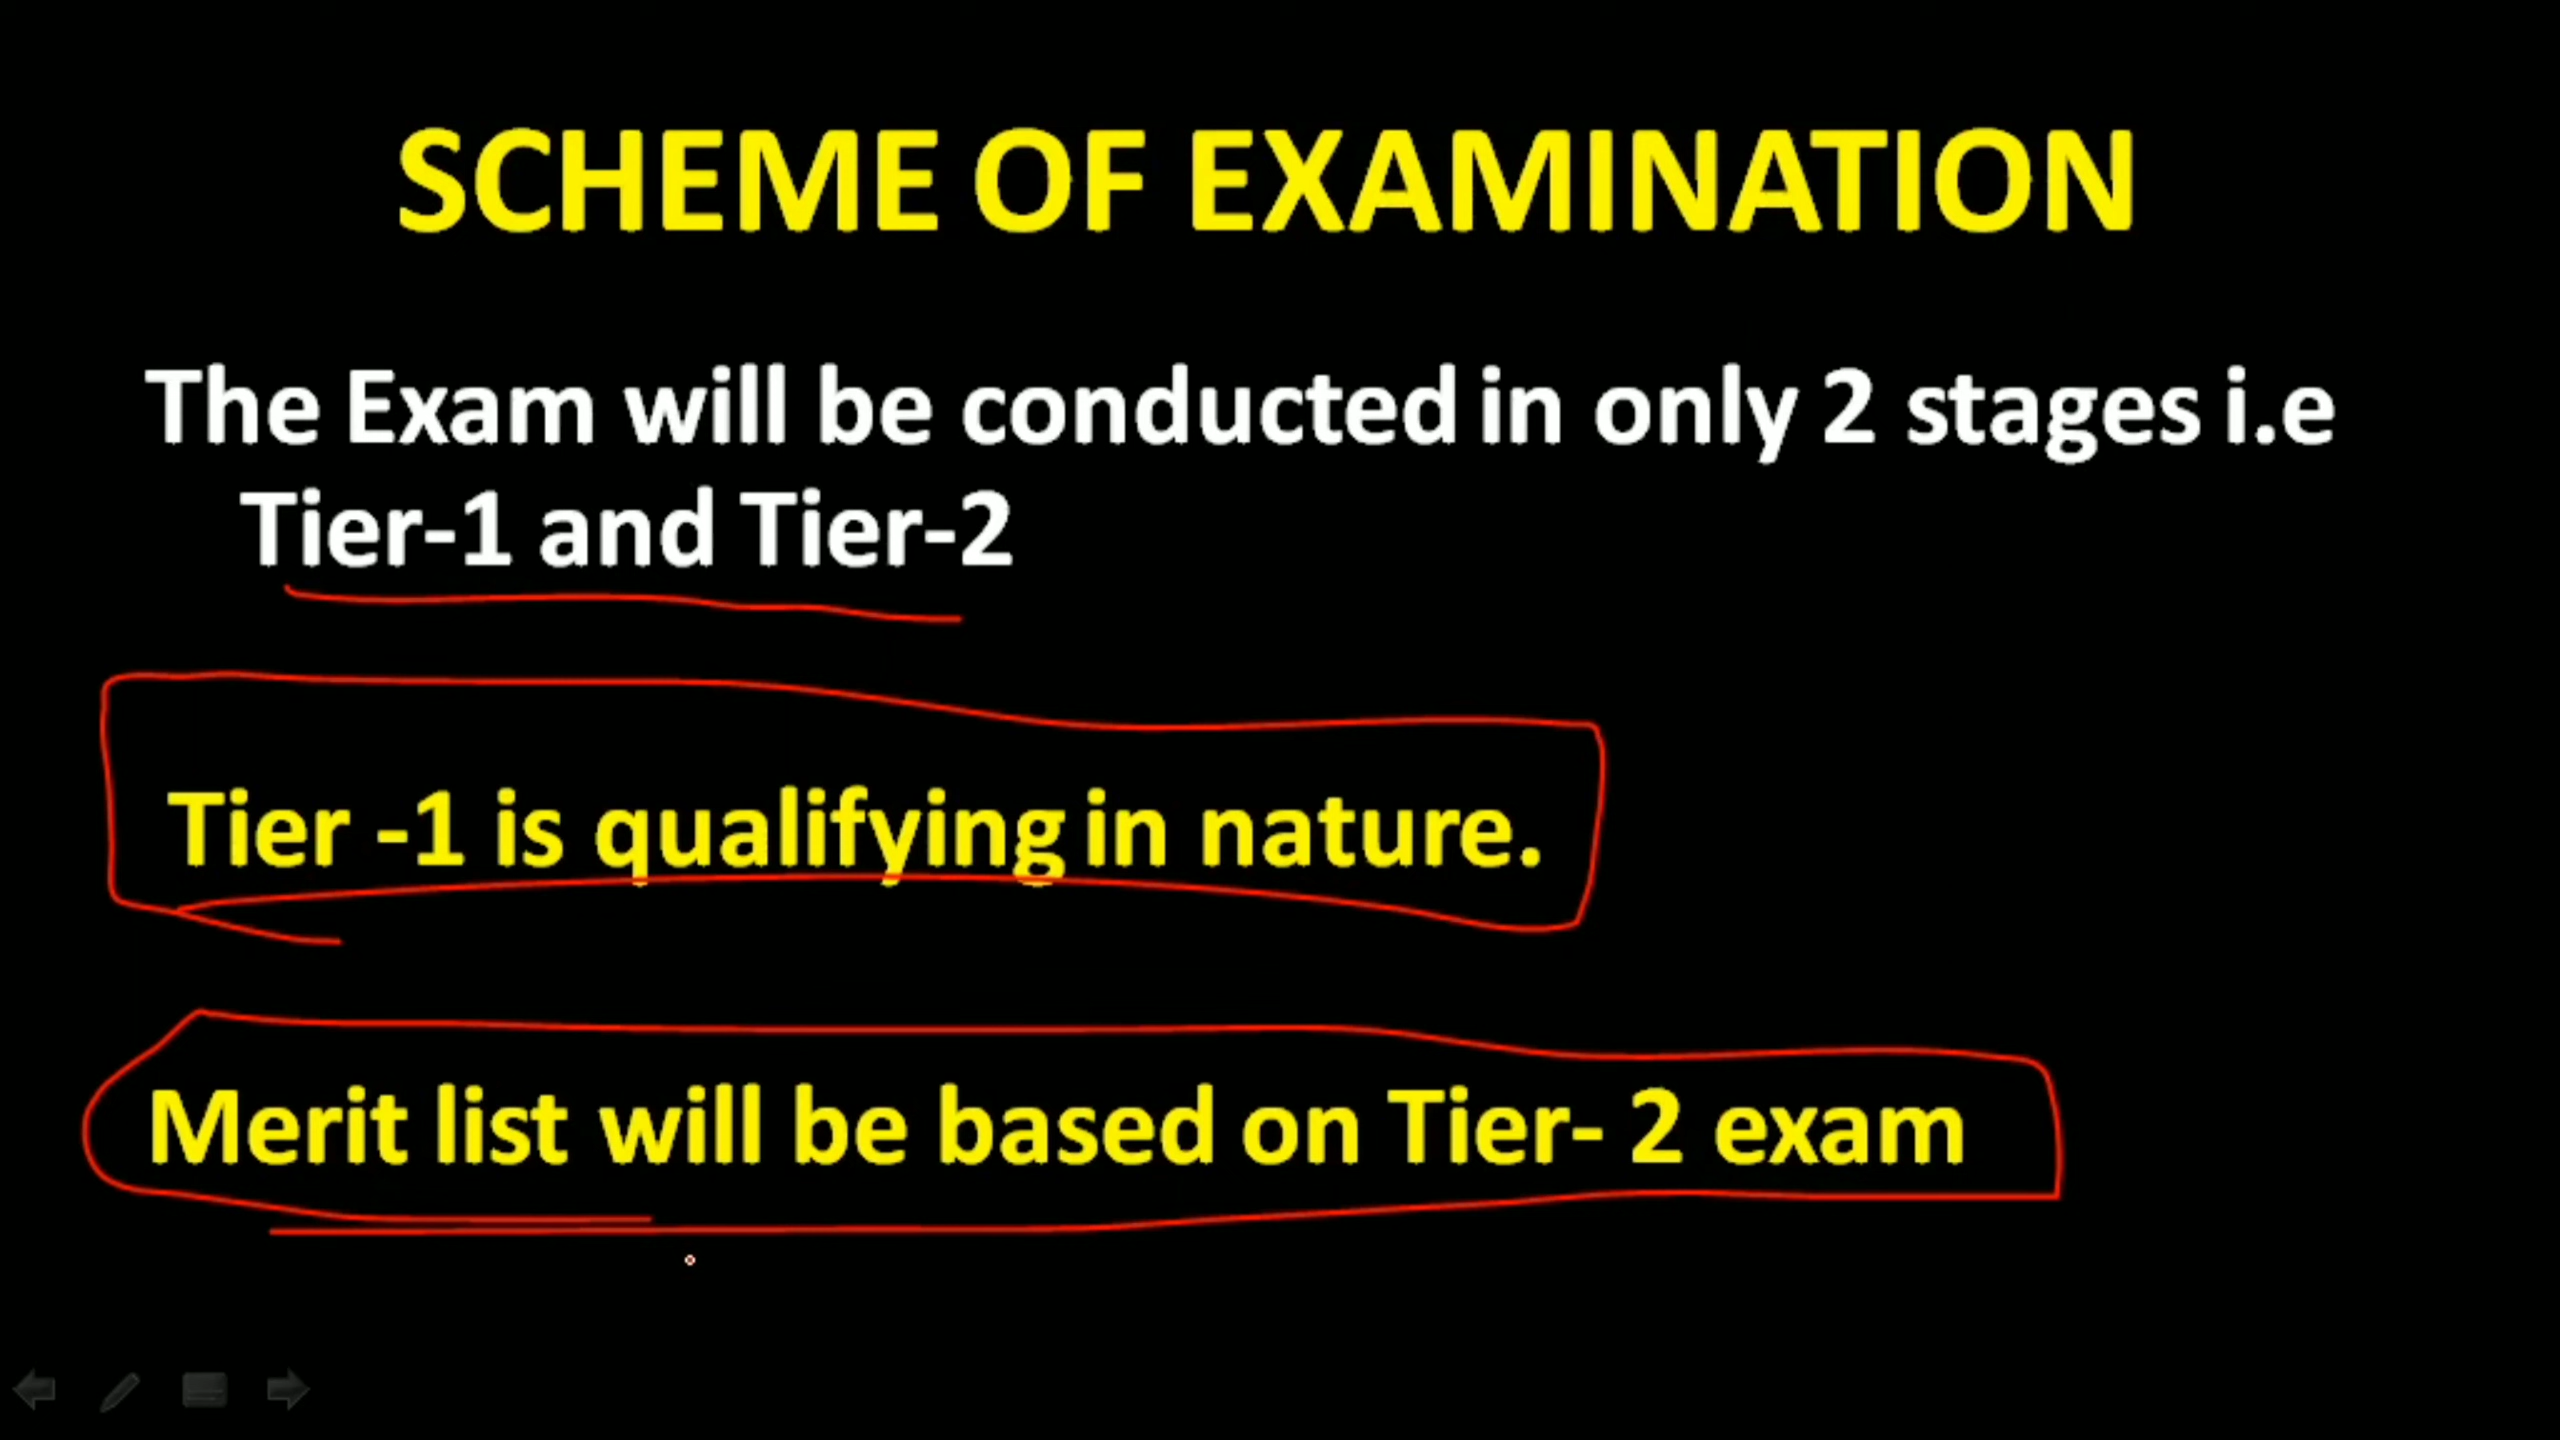 SCHEME OF EXAMINATION
The Exam will be conducted in only 2 stages i.e
Tier-1 and Tier-2
Tier -1 is qualifying in nature.
Merit list will be based on Tier- 2 exam